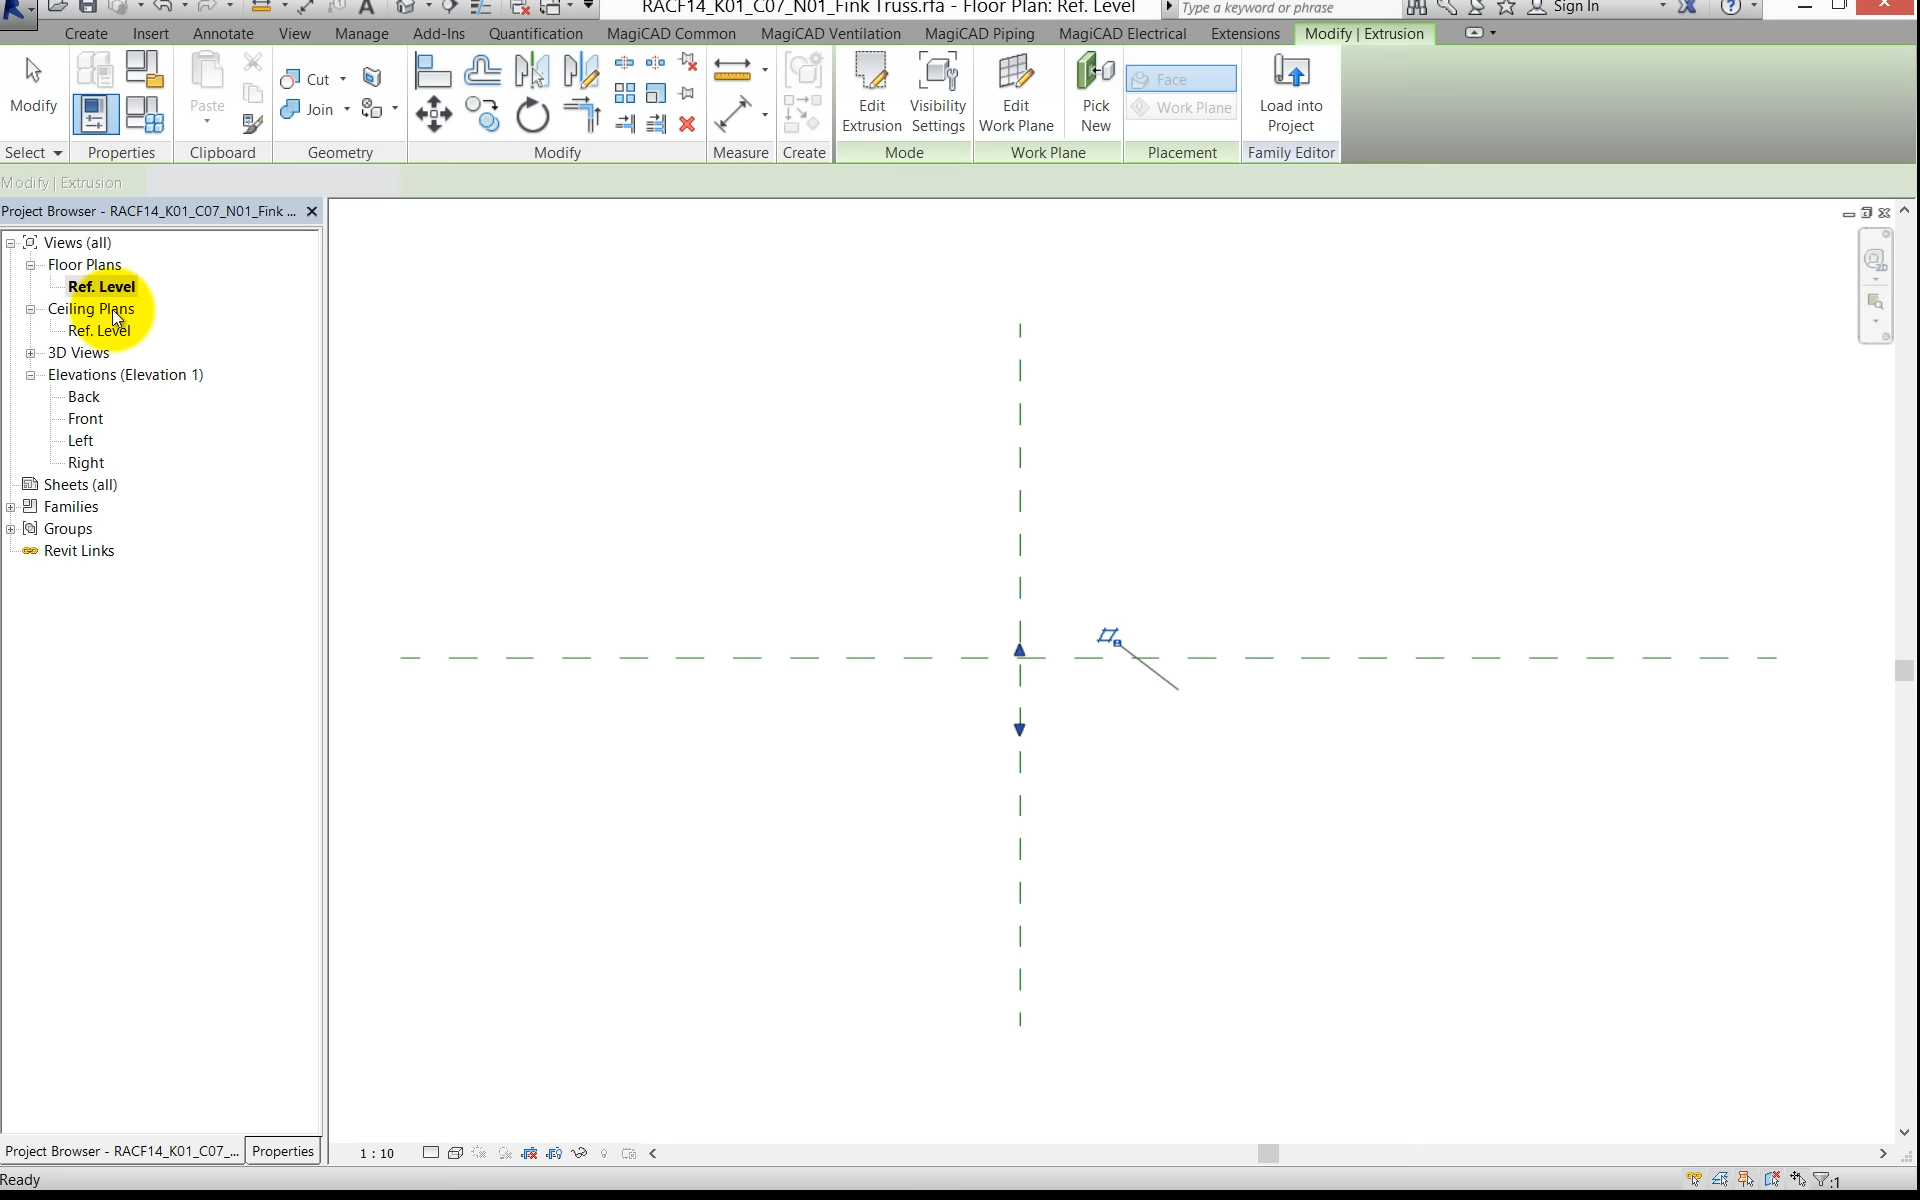 RACF14_K01_C07_N01_Fink Truss.rfa - Floor Plan: Ref. Level
Type a keyword or phrase
Sign In
Create Insert Annotate View Manage Add-Ins Quantification MagiCAD Common MagiCAD Ventilation MagiCAD Piping MagiCAD Electrical Extensions Modify | Extrusion
Modify
Paste
Cut
Join
Edit Extrusion
Visibility Settings
Edit Work Plane
Pick New
Face
Work Plane
Load into Project
Select Properties Clipboard Geometry Modify Measure Create Mode Work Plane Placement Family Editor
Modify | Extrusion
Project Browser - RACF14_K01_C07_N01_Fink ...
Views (all)
Floor Plans
Ref. Level
Ceiling Plans
Ref. Level
3D Views
Elevations (Elevation 1)
Back
Front
Left
Right
Sheets (all)
Families
Groups
Revit Links
2D
Project Browser - RACF14_K01_C07_... Properties
1 : 10
Ready
:1